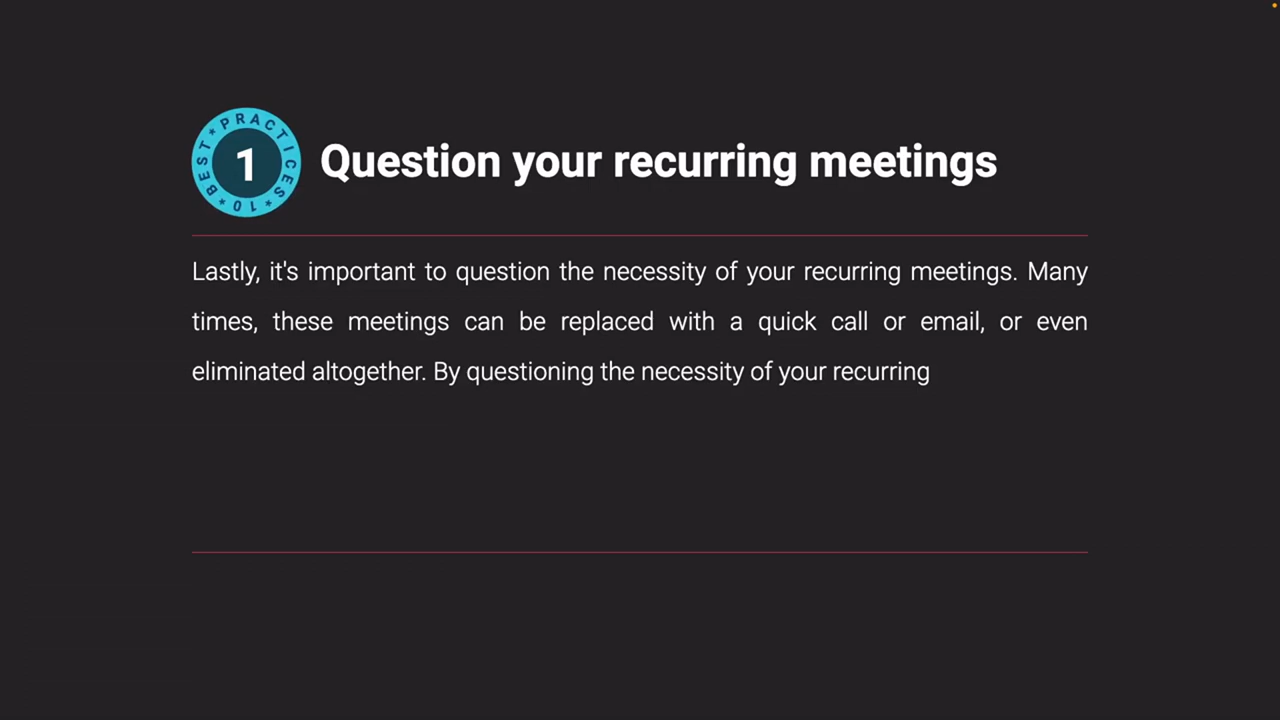 BEST * PRACTICES * 10 *
1
Question your recurring meetings
Lastly, it's important to question the necessity of your recurring meetings. Many
times, these meetings can be replaced with a quick call or email, or even
eliminated altogether. By questioning the necessity of your recurring